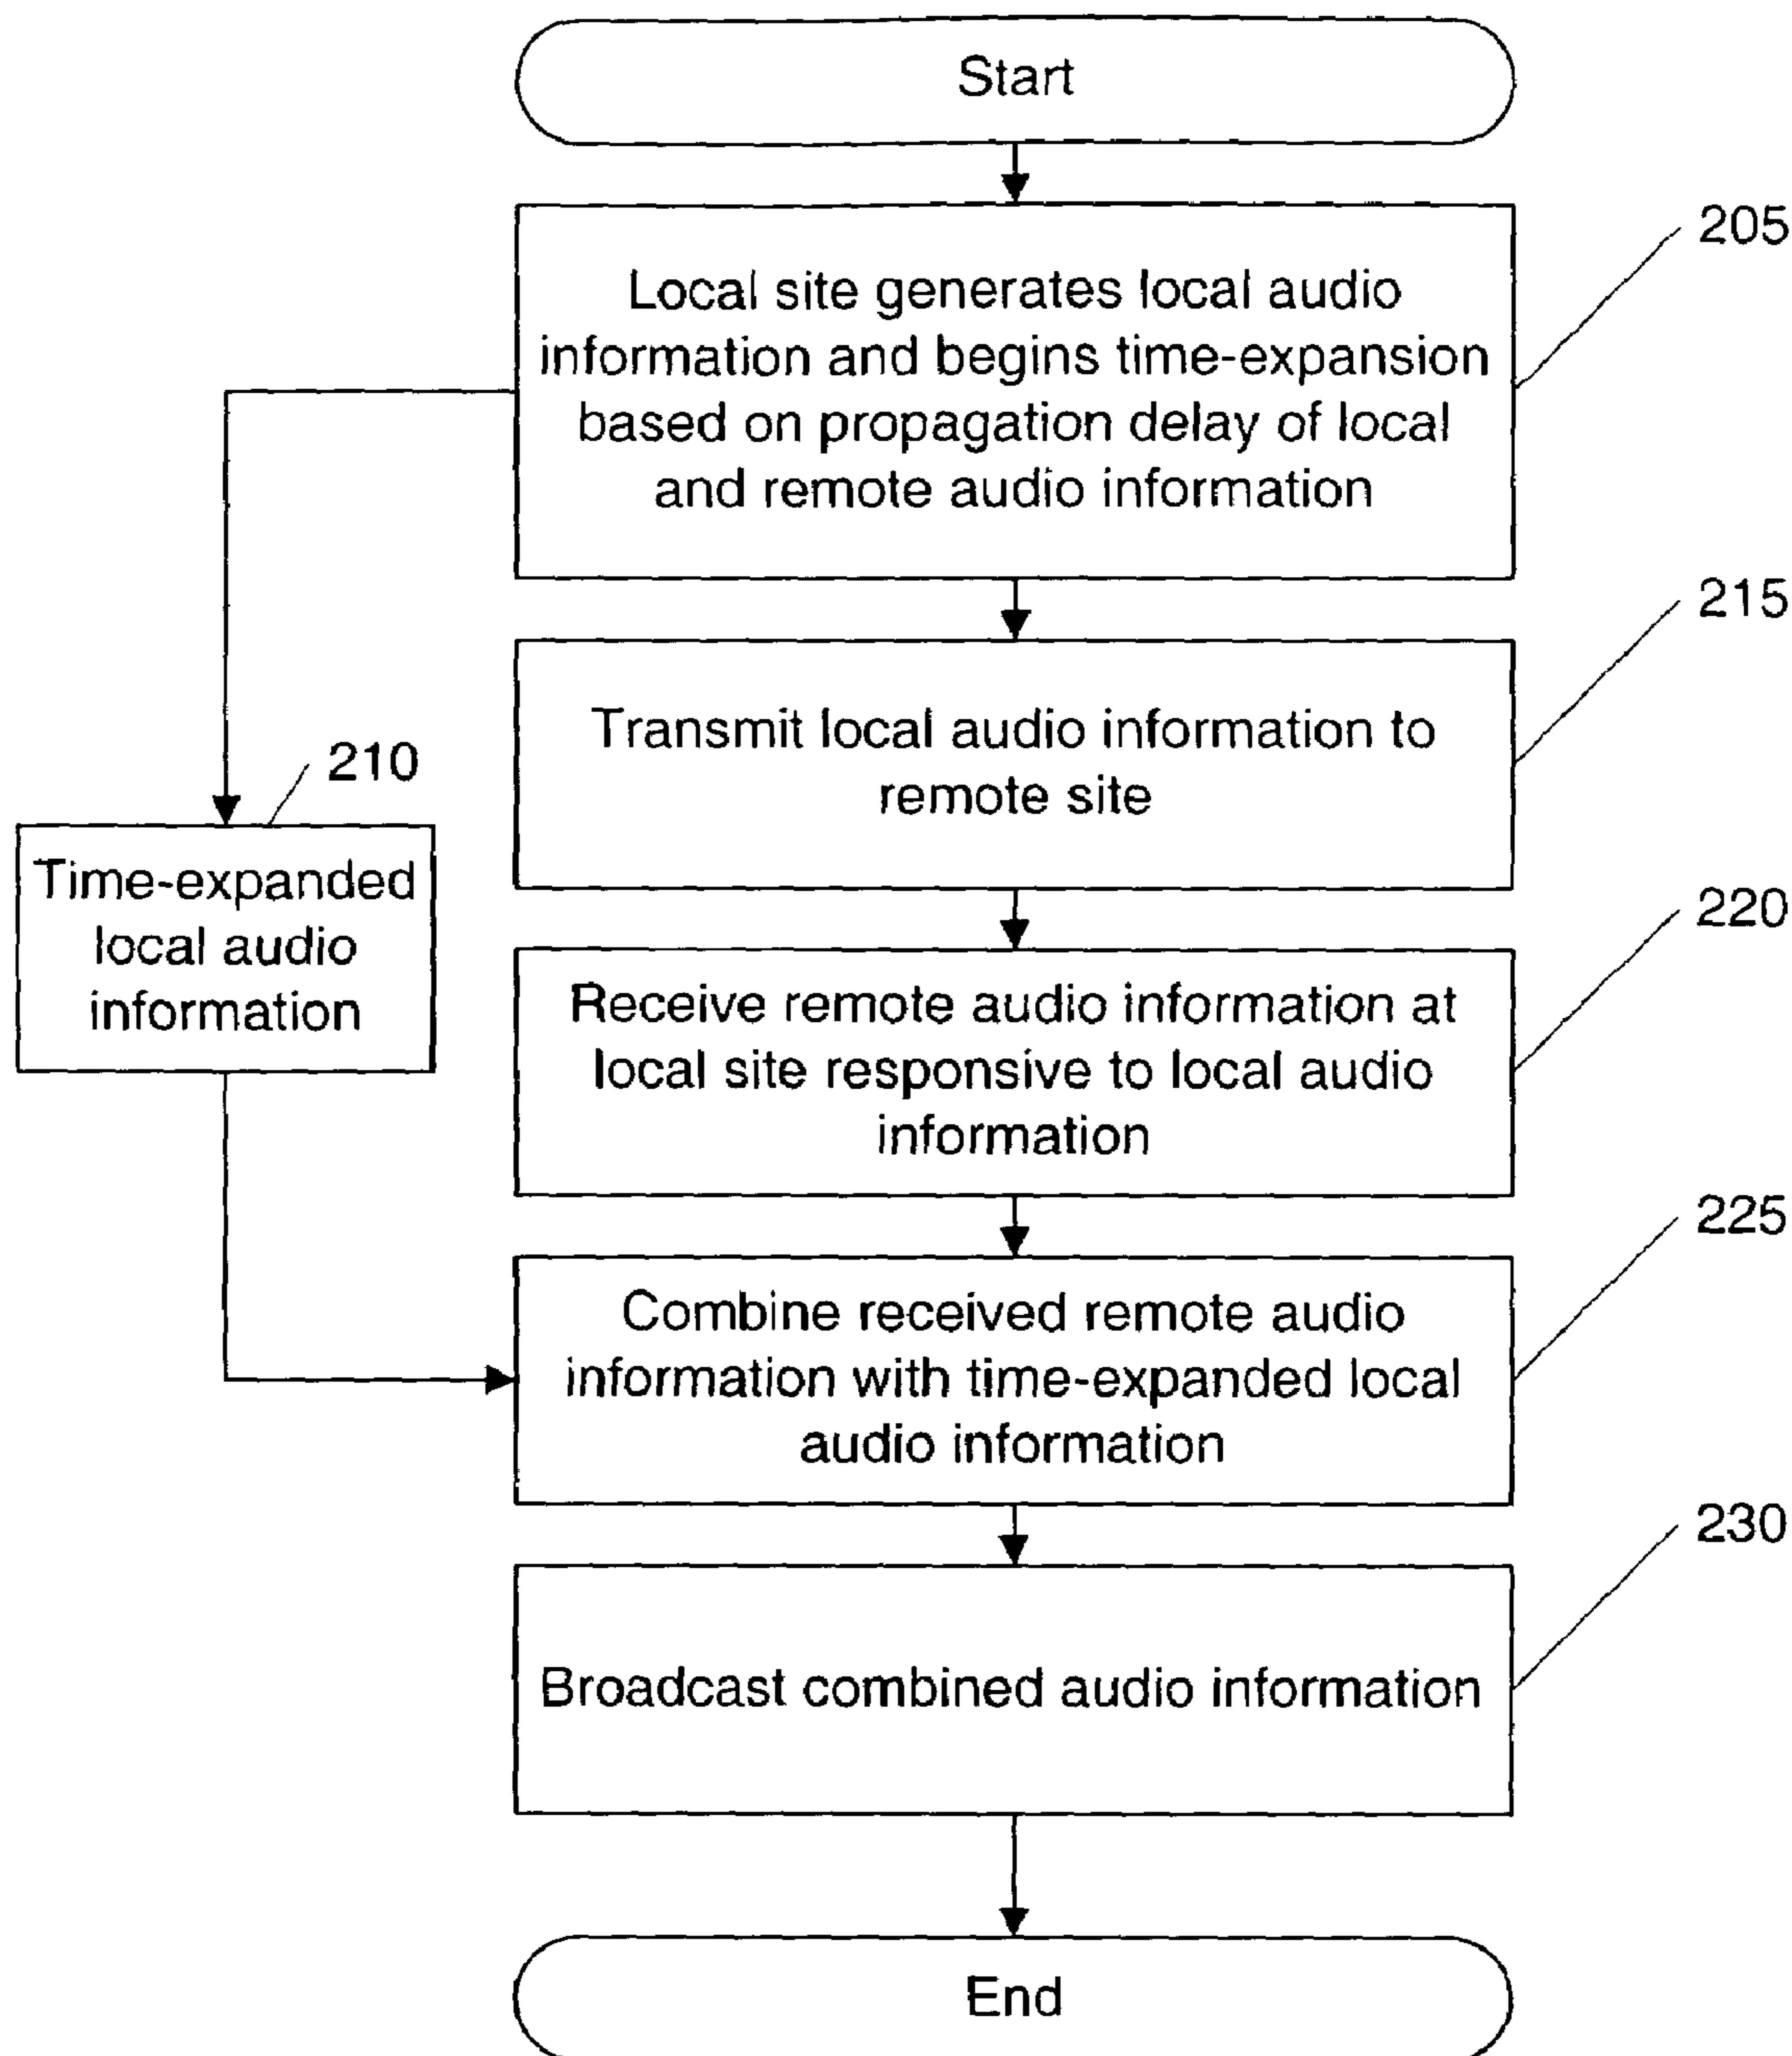 Start
205
Local site generates local audio
information and begins time-expansion
based on propagation delay of local
and remote audio information
215
Transmit local audio information to
remote site
210
Time-expanded
local audio
information
220
Receive remote audio information at
local site responsive to local audio
information
225
Combine received remote audio
information with time-expanded local
audio information
230
Broadcast combined audio information
End